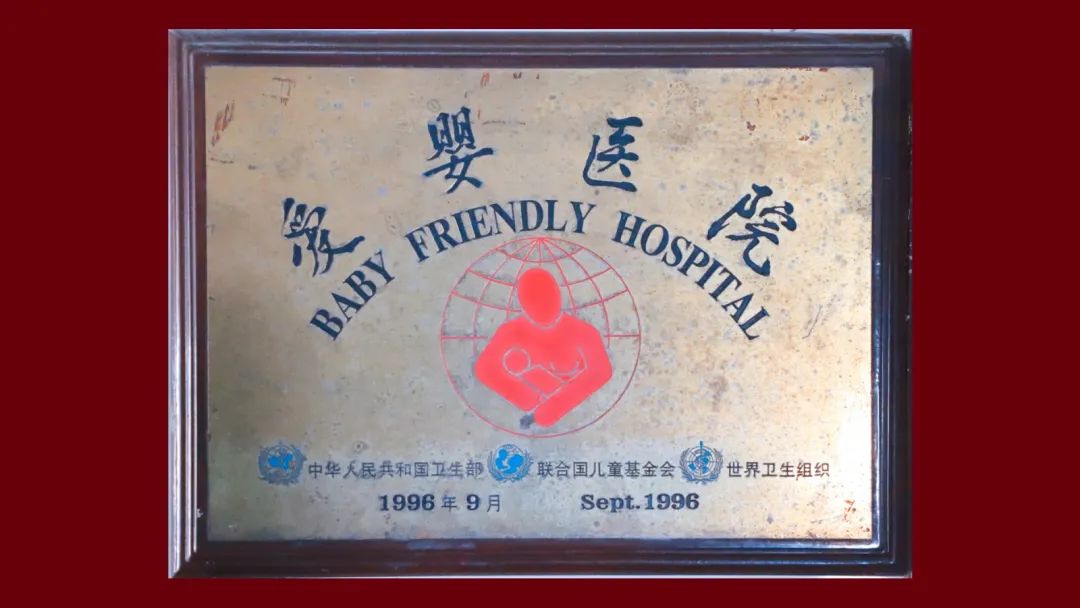 爱婴医院
BABY FRIENDLY HOSPITAL
中华人民共和国卫生部 联合国儿童基金会 世界卫生组织
1996年9月 Sept.1996